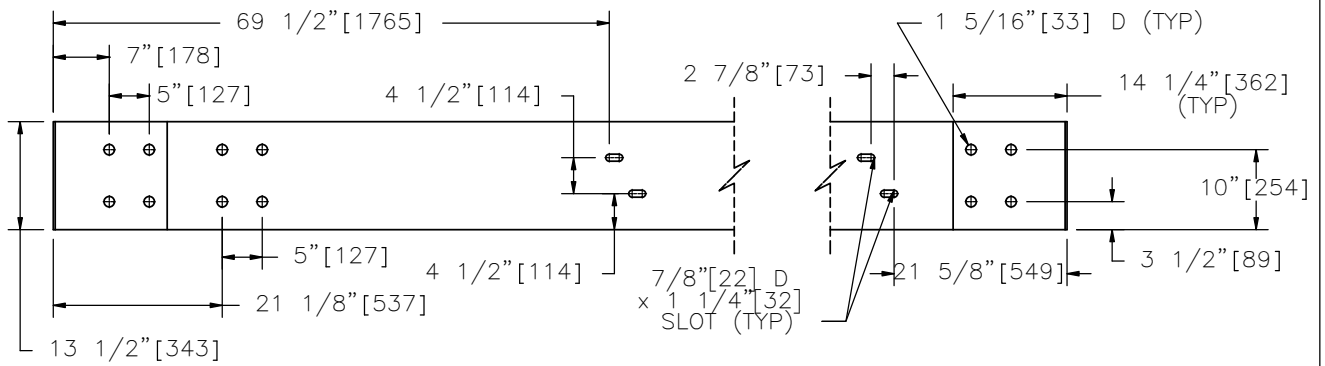 69 1/2"[1765]
1 5/16"[33] D (TYP)
7"[178]
2 7/8"[73]
14 1/4"[362]
(TYP)
5"[127]
4 1/2"[114]
10"[254]
5"[127]
4 1/2"[114]
7/8"[22] D
x 1 1/4"[32]
SLOT (TYP)
21 5/8"[549]
3 1/2"[89]
21 1/8"[537]
13 1/2"[343]